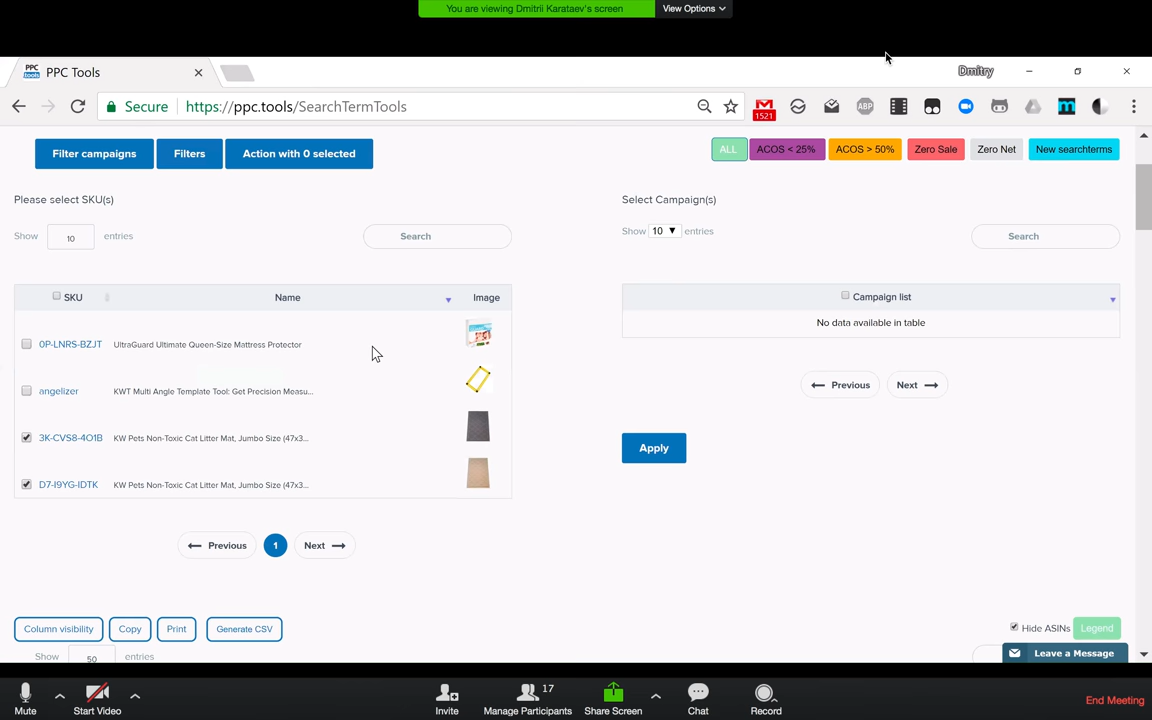 You are viewing Dmitrii Karataev's screen
View Options
PPC Tools
Dmitry
Secure
https://ppc.tools/SearchTermTools
1521
ABP
Filter campaigns
Filters
Action with 0 selected
ALL
ACOS < 25%
ACOS > 50%
Zero Sale
Zero Net
New searchterms
Please select SKU(s)
Select Campaign(s)
Show 10 entries
Search
Show 10 entries
Search
SKU
Name
Image
Campaign list
No data available in table
0P-LNRS-BZJT
UltraGuard Ultimate Queen-Size Mattress Protector
angelizer
KWT Multi Angle Template Tool: Get Precision Measu...
3K-CVS8-4O1B
KW Pets Non-Toxic Cat Litter Mat, Jumbo Size (47x3...
D7-I9YG-IDTK
KW Pets Non-Toxic Cat Litter Mat, Jumbo Size (47x3...
Previous
Next
Apply
Previous
1
Next
Column visibility
Copy
Print
Generate CSV
Hide ASINs
Legend
Show 50 entries
Leave a Message
Mute
Start Video
Invite
17
Manage Participants
Share Screen
Chat
Record
End Meeting